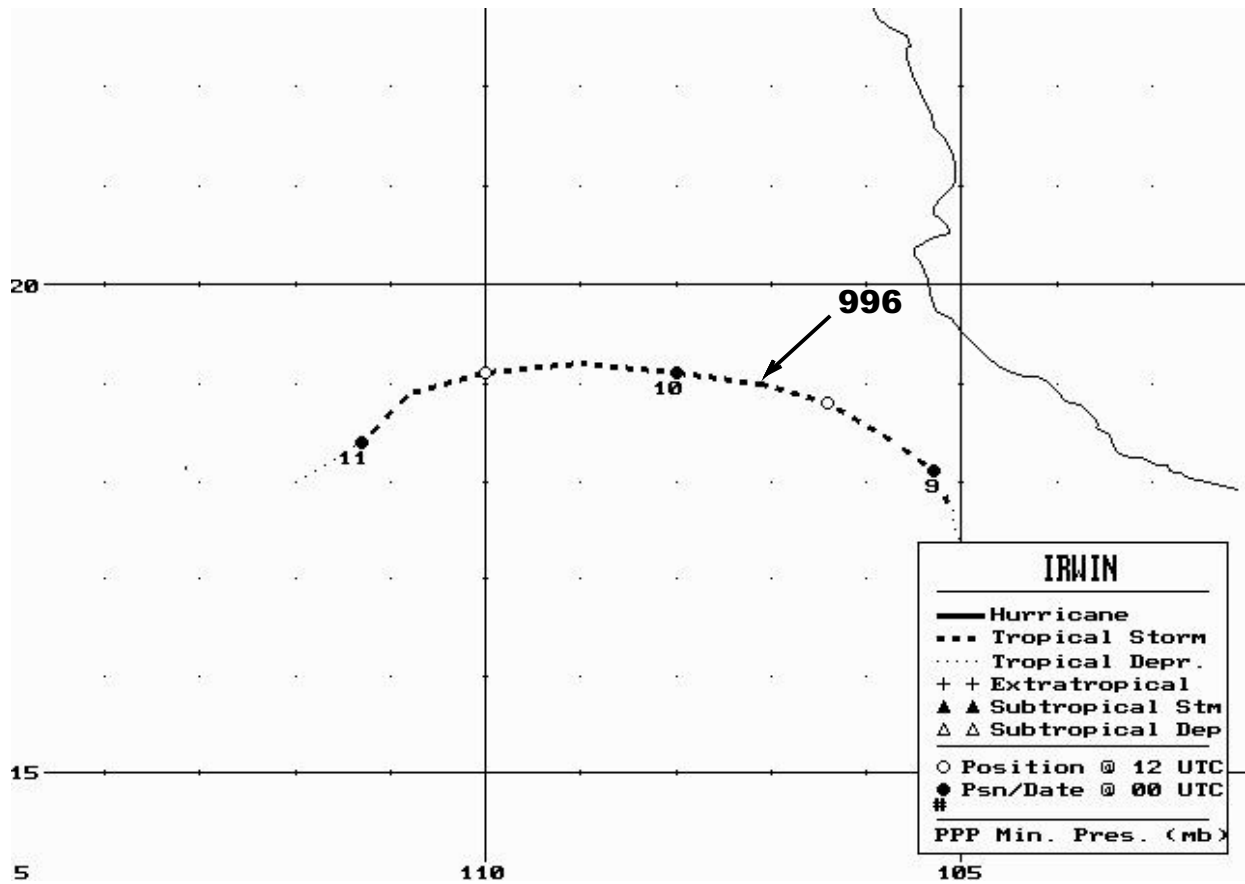 996
20
10
11
9
IRWIN
Hurricane
Tropical Storm
Tropical Depr.
+ + Extratropical
▲ ▲ Subtropical Stm
△ △ Subtropical Dep
○ Position @ 12 UTC
● Psn/Date @ 00 UTC
#
PPP Min. Pres. (mb)
15
5
110
105